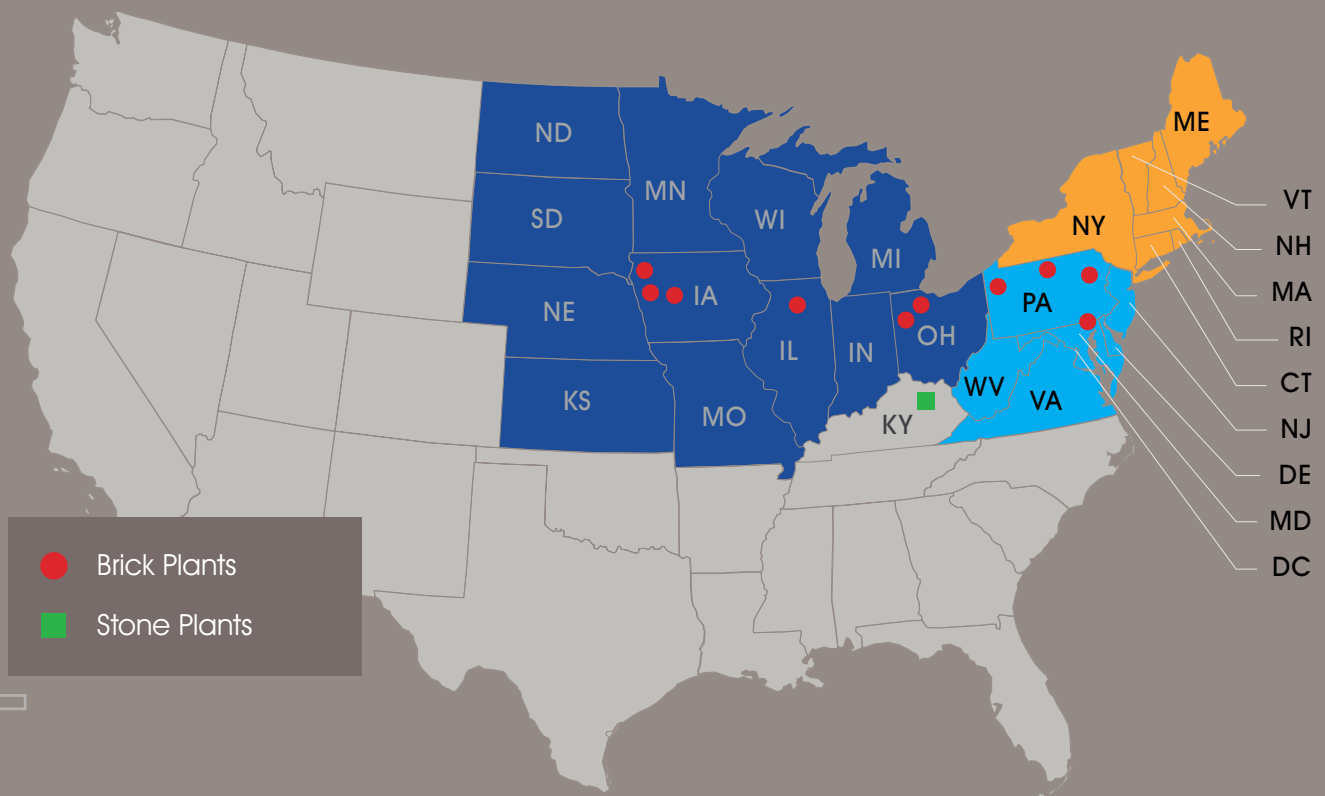 ME
ND
MN
VT
SD
WI
NY
NH
MI
MA
IA
PA
NE
OH
RI
IL
IN
CT
KS
WV
VA
MO
KY
NJ
DE
MD
DC
Brick Plants
Stone Plants